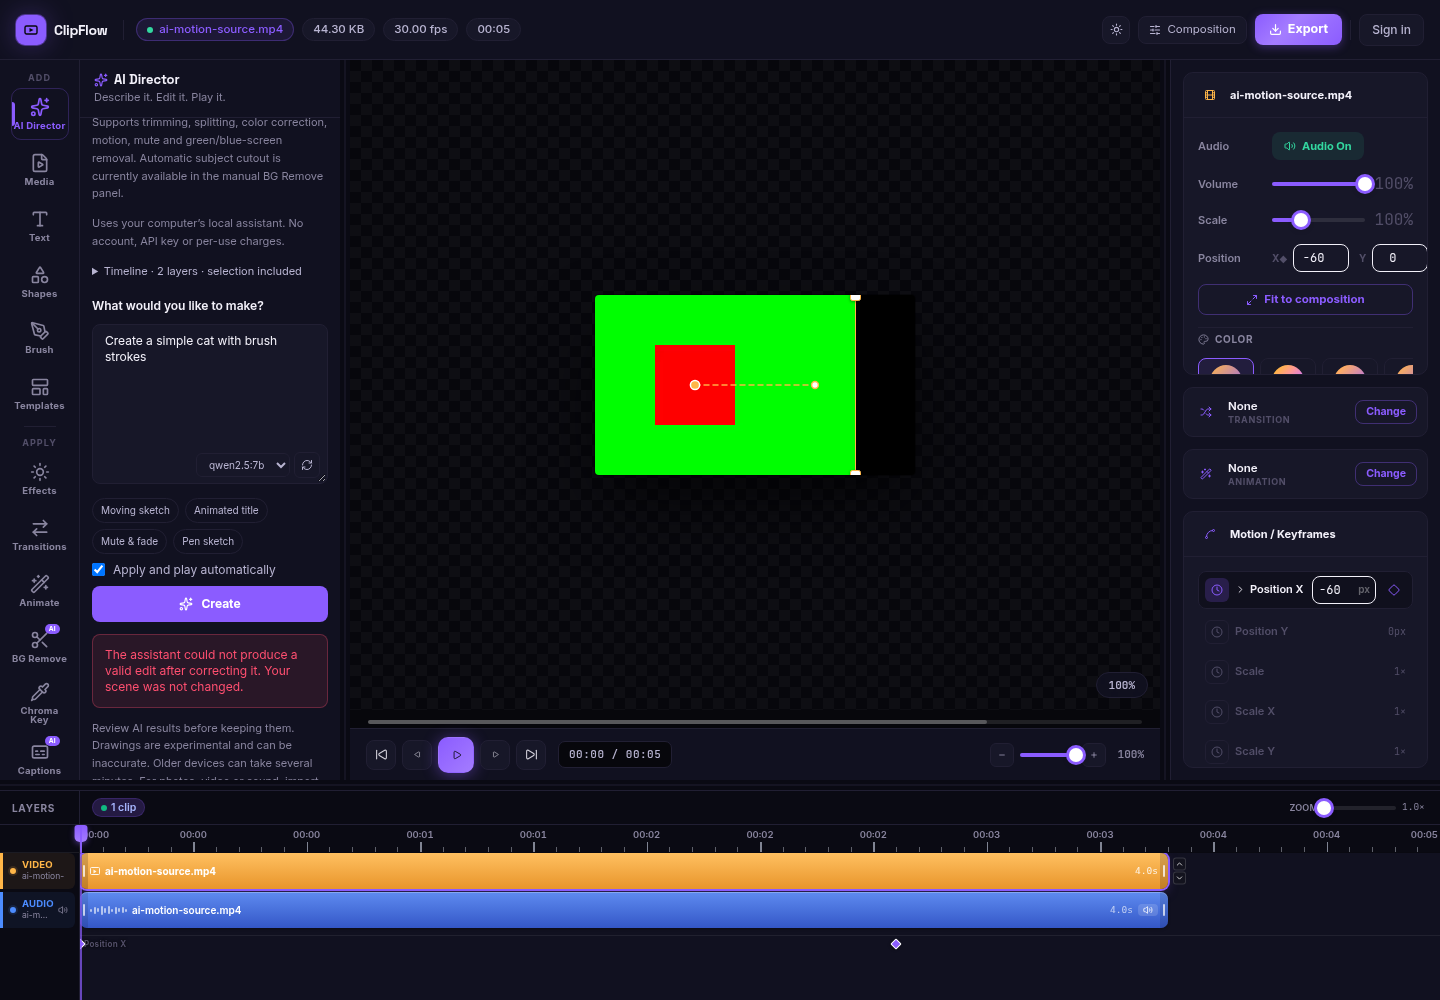 ClipFlow
ai-motion-source.mp4
44.30 KB
30.00 fps
00:05
Composition
Export
Sign in
ADD
AI Director
Media
Text
Shapes
Brush
Templates
APPLY
Effects
Transitions
Animate
AI
BG Remove
Chroma
Key
AI
Captions
AI Director
Describe it. Edit it. Play it.
Supports trimming, splitting, color correction,
motion, mute and green/blue-screen
removal. Automatic subject cutout is
currently available in the manual BG Remove
panel.
Uses your computer’s local assistant. No
account, API key or per-use charges.
Timeline · 2 layers · selection included
What would you like to make?
Create a simple cat with brush
strokes
qwen2.5:7b
Moving sketch
Animated title
Mute & fade
Pen sketch
Apply and play automatically
Create
The assistant could not produce a
valid edit after correcting it. Your
scene was not changed.
Review AI results before keeping them.
Drawings are experimental and can be
inaccurate. Older devices can take several
100%
00:00 / 00:05
100%
ai-motion-source.mp4
Audio
Audio On
Volume
100%
Scale
100%
Position
X
-60
Y
0
Fit to composition
COLOR
None
TRANSITION
Change
None
ANIMATION
Change
Motion / Keyframes
Position X
-60
px
Position Y
0px
Scale
1×
Scale X
1×
Scale Y
1×
LAYERS
1 clip
ZOOM
1.0×
00:00
00:00
00:00
00:01
00:01
00:02
00:02
00:02
00:03
00:03
00:04
00:04
00:05
VIDEO
ai-motion-
ai-motion-source.mp4
4.0s
AUDIO
ai-m...
ai-motion-source.mp4
4.0s
Position X